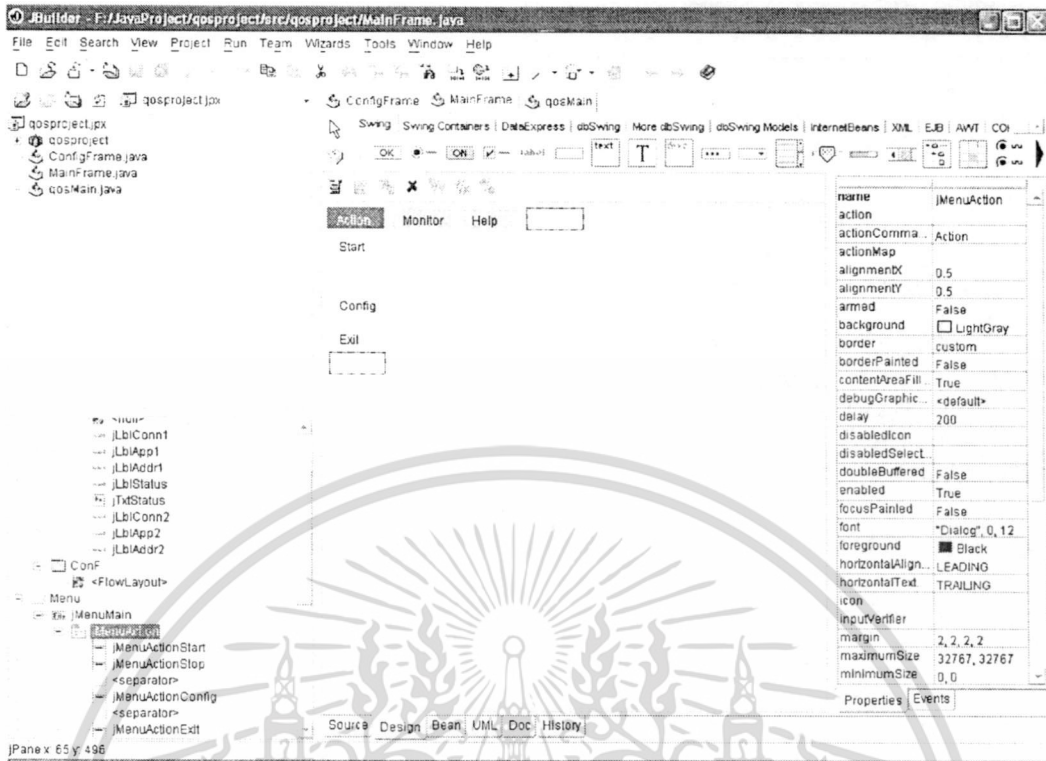 JBuilder - F:/JavaProject/qosproject/src/qosproject/MainFrame.java
File Edit Search View Project Run Team Wizards Tools Window Help
qosproject.jpx
ConfigFrame MainFrame qosMain
qosproject.jpx
qosproject
ConfigFrame.java
MainFrame.java
qosMain.java
Swing Swing Containers DataExpress dbSwing More dbSwing dbSwing Models InternetBeans XML EJB AWT
OK ON label text T
Action Monitor Help
Start
Config
Exit
<null>
jLblConn1
jLblApp1
jLblAddr1
jLblStatus
jTxtStatus
jLblConn2
jLblApp2
jLblAddr2
ConF
<FlowLayout>
Menu
jMenuMain
jMenuAction
jMenuActionStart
jMenuActionStop
<separator>
jMenuActionConfig
<separator>
jMenuActionExit
name jMenuAction
action
actionComma... Action
actionMap
alignmentX 0.5
alignmentY 0.5
armed False
background LightGray
border custom
borderPainted False
contentAreaFill... True
debugGraphic... <default>
delay 200
disabledIcon
disabledSelect...
doubleBuffered False
enabled True
focusPainted False
font "Dialog", 0, 12
foreground Black
horizontalAlign... LEADING
horizontalText... TRAILING
icon
inputVerifier
margin 2, 2, 2, 2
maximumSize 32767, 32767
minimumSize 0, 0
Properties Events
Source Design Bean UML Doc History
jPane x: 65 y: 496